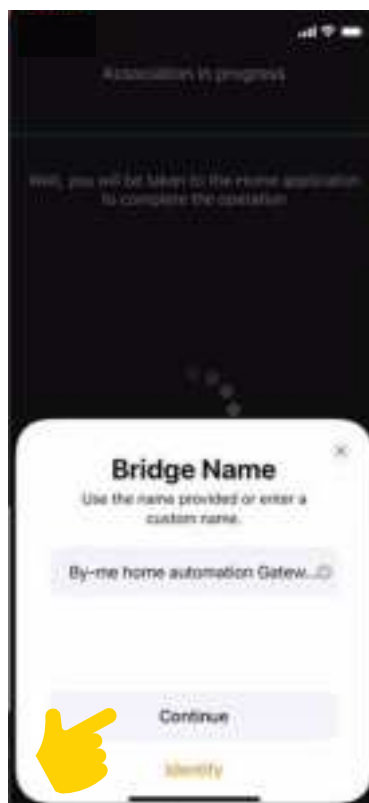 Association in progress
Wait, you will be taken to the Home application
to complete the operation
Bridge Name
Use the name provided or enter a
custom name.
By-me home automation Gatew...
Continue
Identify